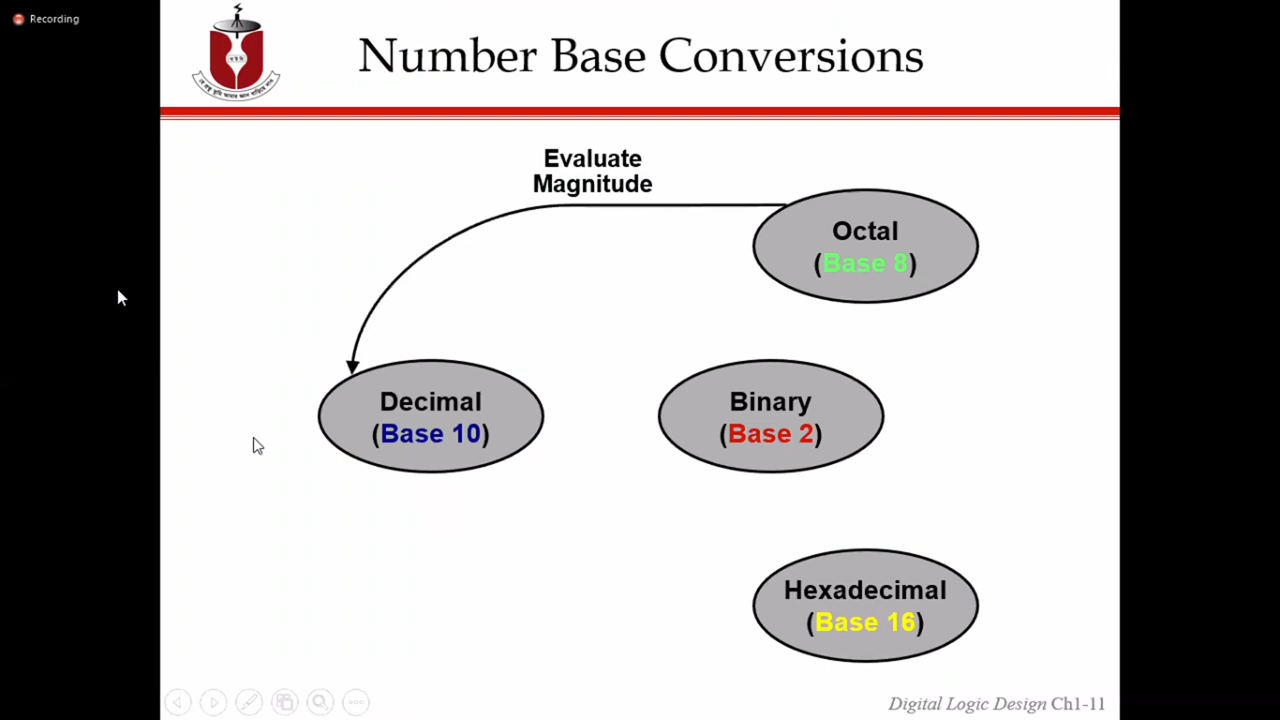 Recording
Number Base Conversions
Evaluate
Magnitude
Octal
(Base 8)
Decimal
(Base 10)
Binary
(Base 2)
Hexadecimal
(Base 16)
Digital Logic Design Ch1-11